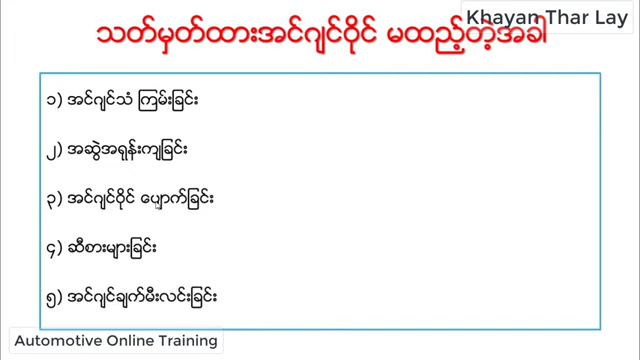 Khayan Thar Lay
သတ်မှတ်ထားအင်ဂျင်ဝိုင် မထည့်တဲ့အခါ
၁) အင်ဂျင်သံ ကြမ်းခြင်း
၂) အဆွဲအရုန်းကျခြင်း
၃) အင်ဂျင်ဝိုင် ပျောက်ခြင်း
၄) ဆီစားများခြင်း
၅) အင်ဂျင်ချက်မီးလင်းခြင်း
Automotive Online Training